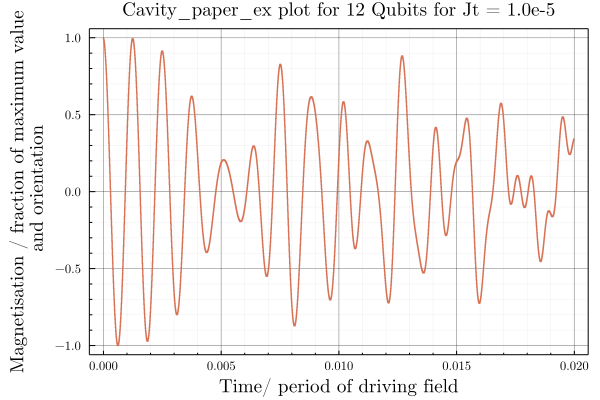 Cavity_paper_ex plot for 12 Qubits for Jt = 1.0e-5
Magnetisation / fraction of maximum value
and orientation
1.0
0.5
0.0
−0.5
−1.0
0.000 0.005 0.010 0.015 0.020
Time/ period of driving field